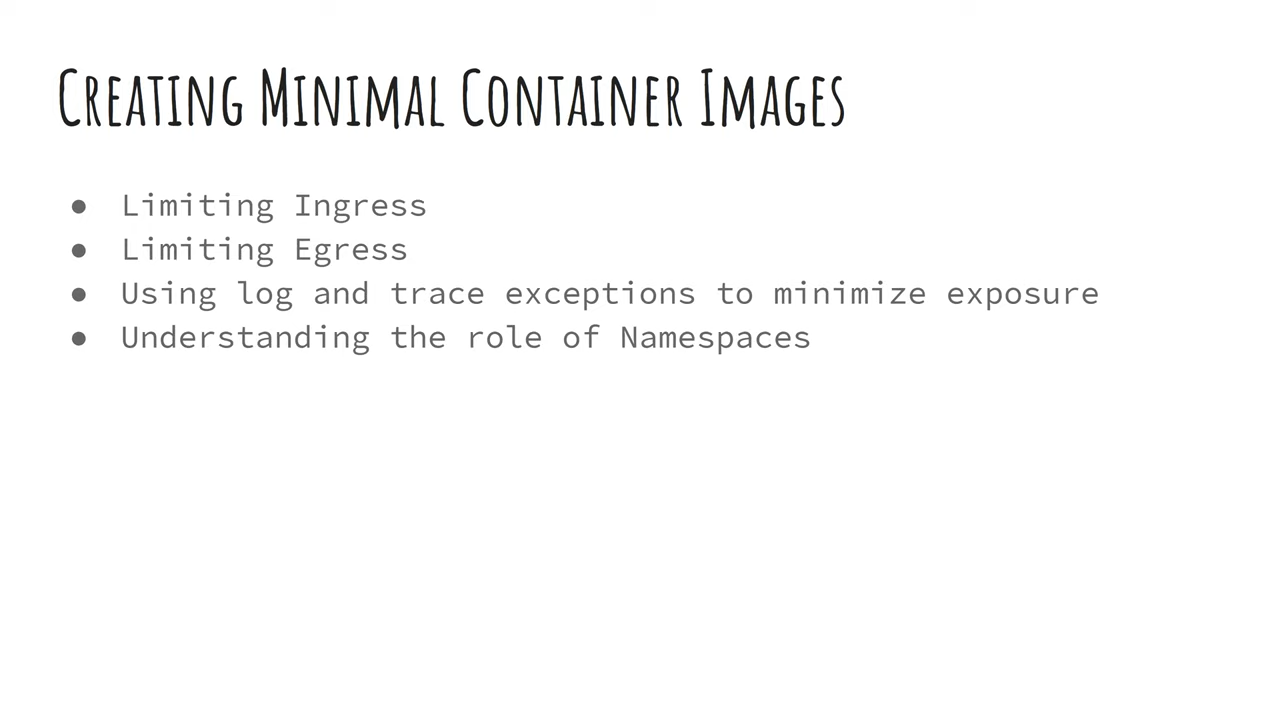 Creating Minimal Container Images
● Limiting Ingress
● Limiting Egress
● Using log and trace exceptions to minimize exposure
● Understanding the role of Namespaces